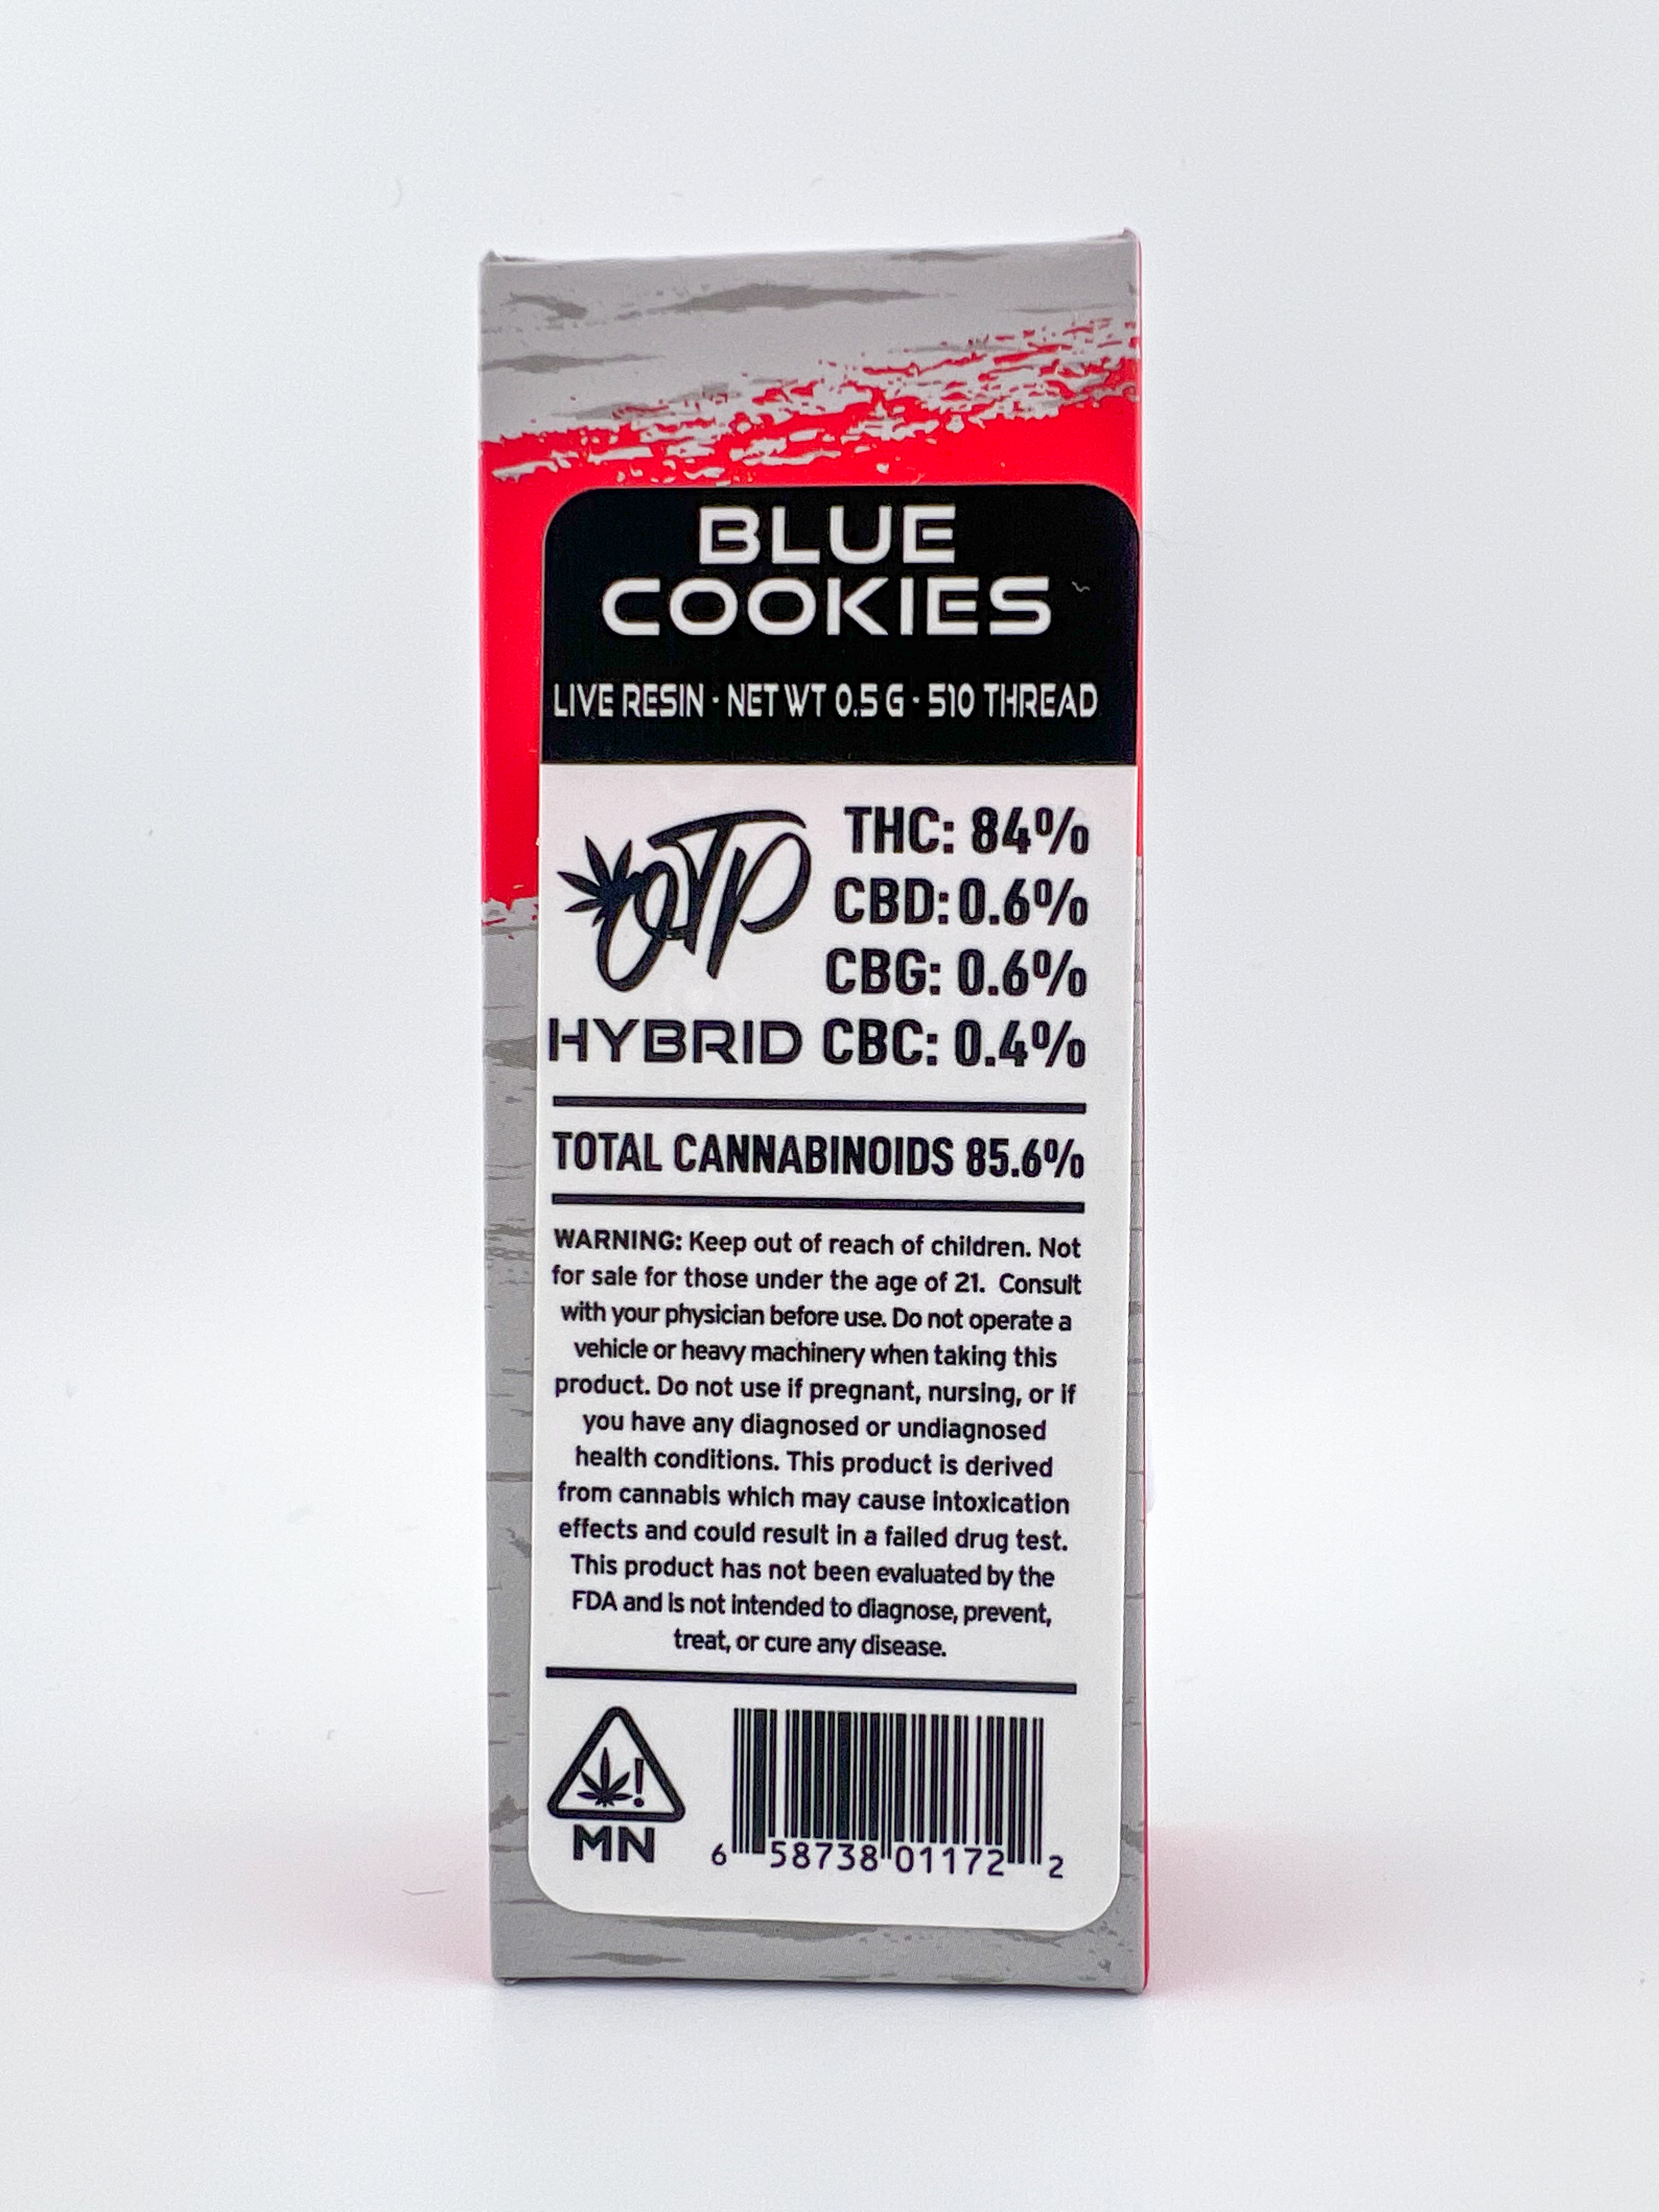 BLUE
COOKIES
LIVE RESIN · NET WT 0.5 G · 510 THREAD
OTP
THC: 84%
CBD: 0.6%
CBG: 0.6%
HYBRID CBC: 0.4%
TOTAL CANNABINOIDS 85.6%
WARNING: Keep out of reach of children. Not
for sale for those under the age of 21. Consult
with your physician before use. Do not operate a
vehicle or heavy machinery when taking this
product. Do not use if pregnant, nursing, or if
you have any diagnosed or undiagnosed
health conditions. This product is derived
from cannabis which may cause intoxication
effects and could result in a failed drug test.
This product has not been evaluated by the
FDA and is not intended to diagnose, prevent,
treat, or cure any disease.
!
MN
6 58738 01172 2